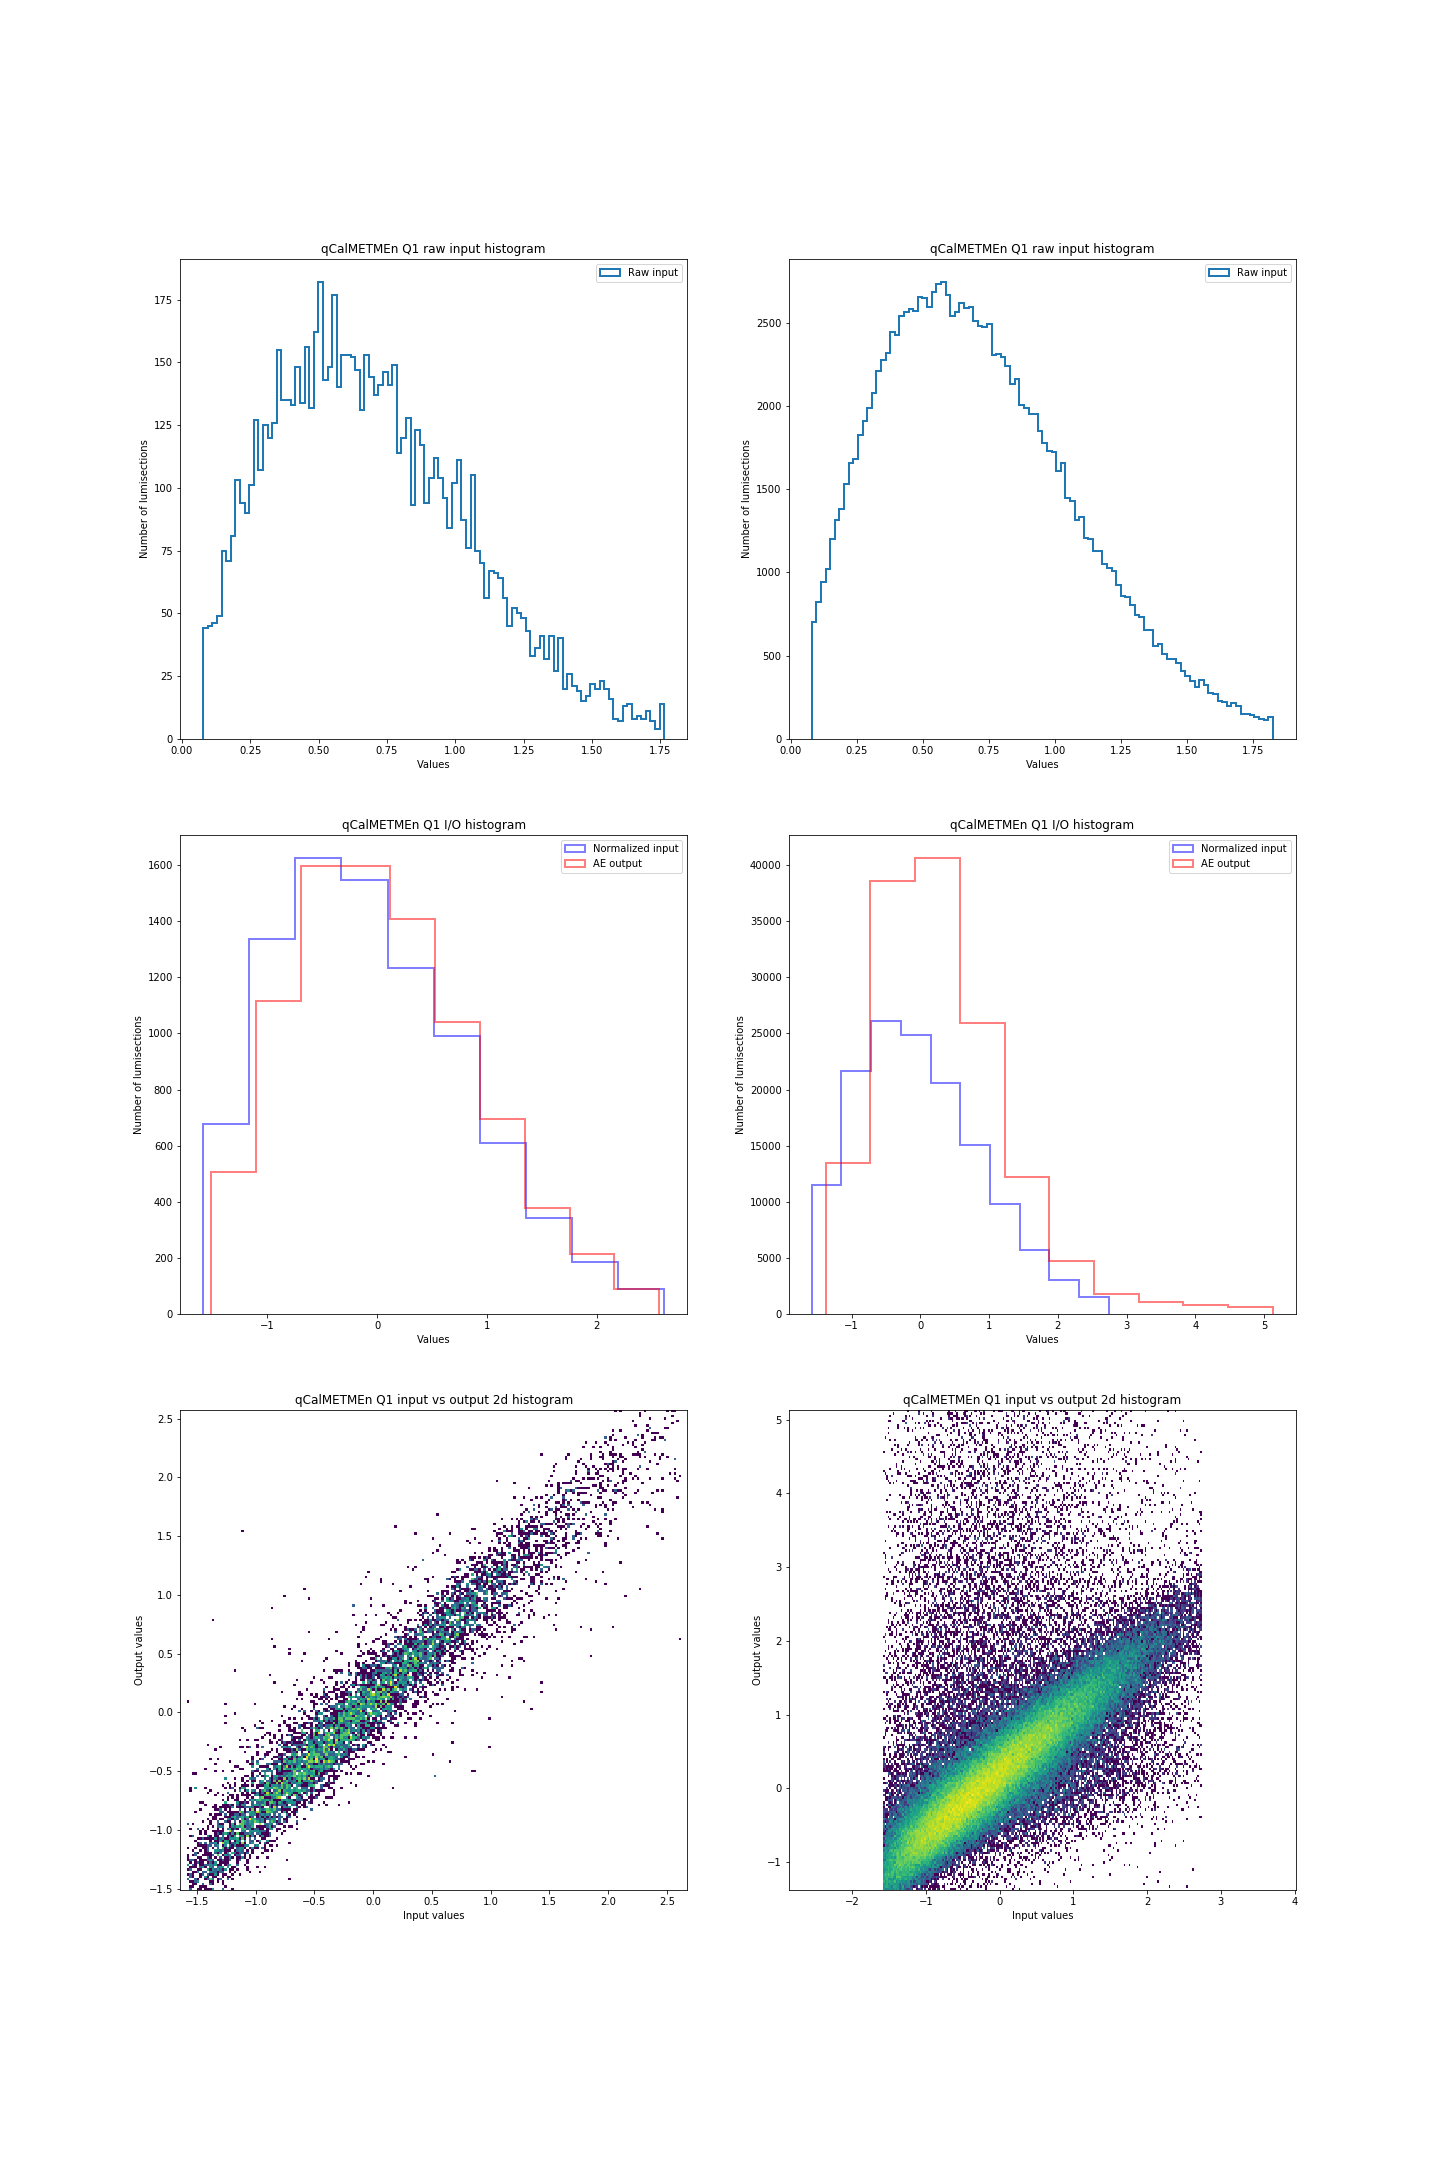 qCalMETMEn Q1 raw input histogram
Raw input
Number of lumisections
175
150
125
100
75
50
25
0
0.00 0.25 0.50 0.75 1.00 1.25 1.50 1.75
Values
qCalMETMEn Q1 raw input histogram
Raw input
Number of lumisections
2500
2000
1500
1000
500
0
0.00 0.25 0.50 0.75 1.00 1.25 1.50 1.75
Values
qCalMETMEn Q1 I/O histogram
Normalized input
AE output
Number of lumisections
1600
1400
1200
1000
800
600
400
200
0
−1 0 1 2
Values
qCalMETMEn Q1 I/O histogram
Normalized input
AE output
Number of lumisections
40000
35000
30000
25000
20000
15000
10000
5000
0
−1 0 1 2 3 4 5
Values
qCalMETMEn Q1 input vs output 2d histogram
Output values
2.5
2.0
1.5
1.0
0.5
0.0
−0.5
−1.0
−1.5
−1.5 −1.0 −0.5 0.0 0.5 1.0 1.5 2.0 2.5
Input values
qCalMETMEn Q1 input vs output 2d histogram
Output values
5
4
3
2
1
0
−1
−2 −1 0 1 2 3 4
Input values